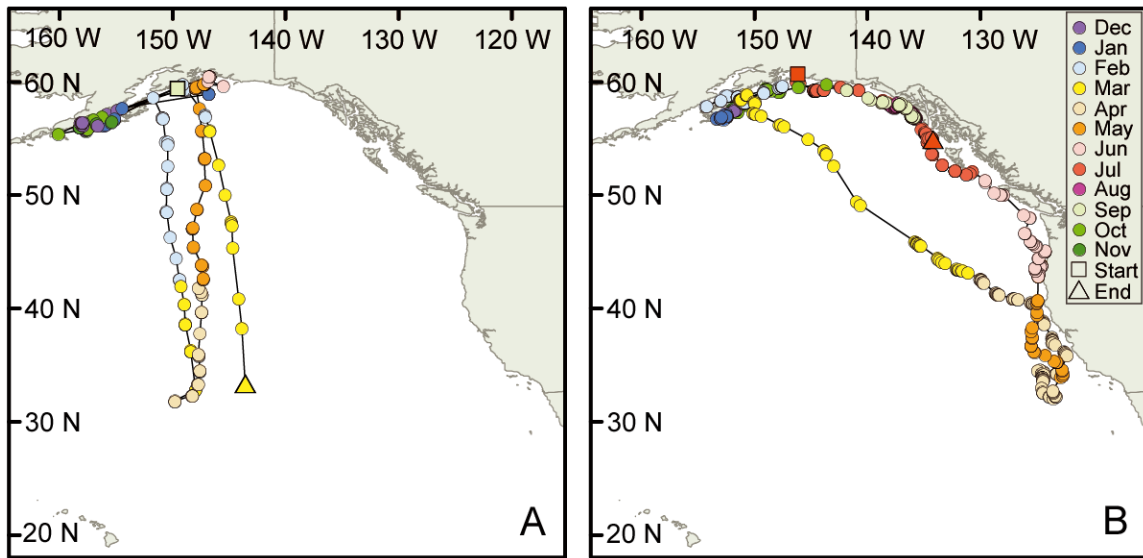 160 W 150 W 140 W 130 W 120 W
60 N
50 N
40 N
30 N
20 N
A
160 W 150 W 140 W 130 W
60 N
50 N
40 N
30 N
20 N
B
Dec
Jan
Feb
Mar
Apr
May
Jun
Jul
Aug
Sep
Oct
Nov
Start
End